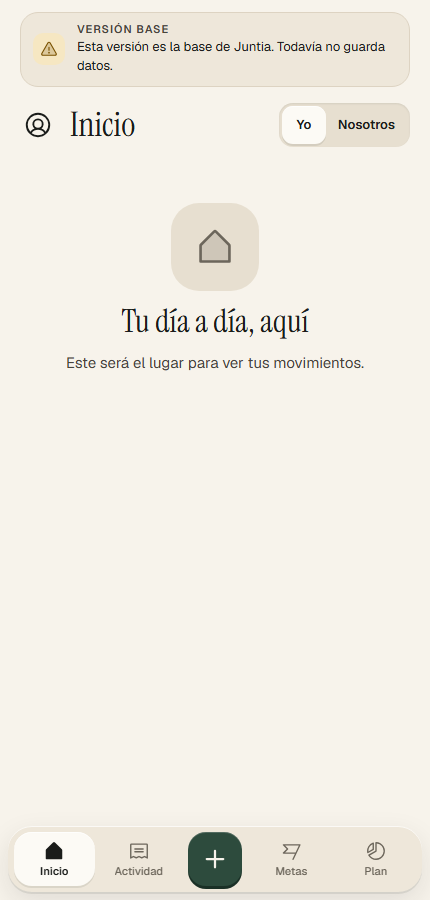 VERSIÓN BASE
Esta versión es la base de Juntia. Todavía no guarda
datos.
Inicio
Yo
Nosotros
Tu día a día, aquí
Este será el lugar para ver tus movimientos.
Inicio
Actividad
Metas
Plan